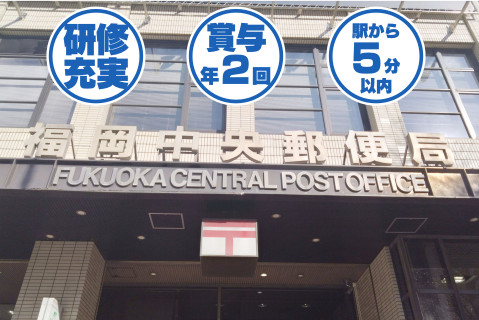 研修
充実
賞与
年2回
駅から
5分
以内
福岡中央郵便局
FUKUOKA CENTRAL POST OFFICE
〒